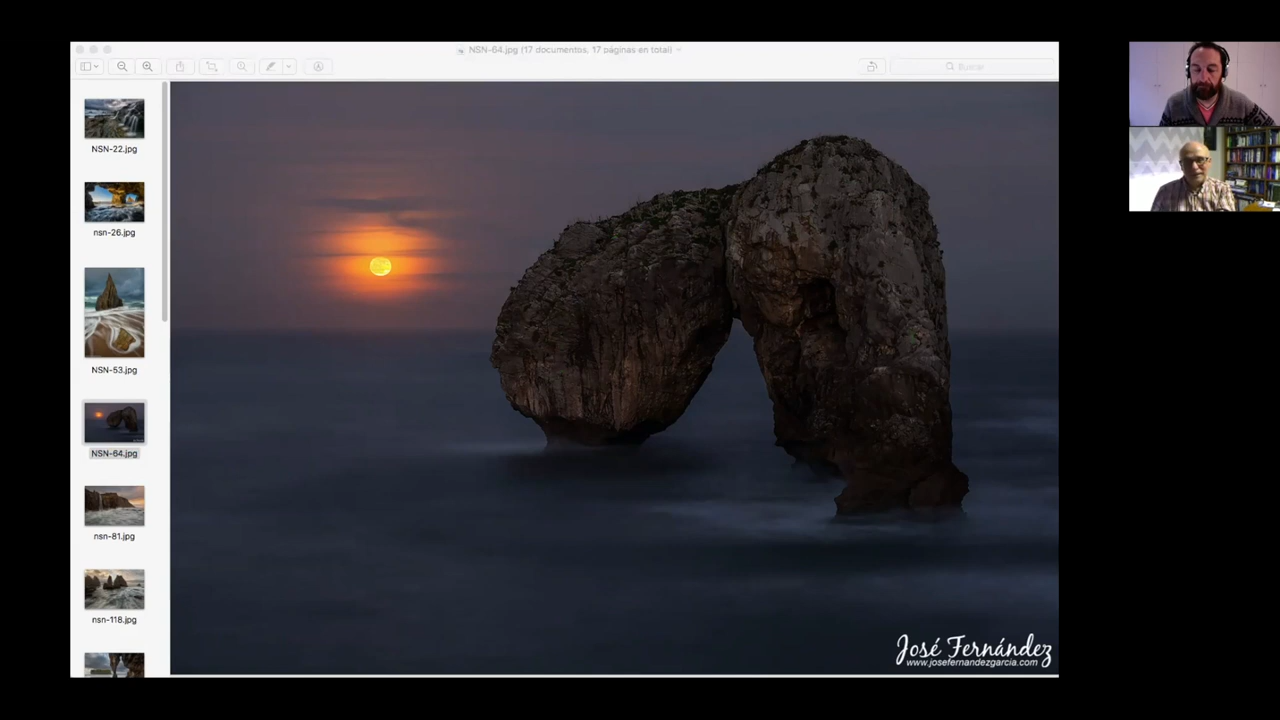 NSN-64.jpg (17 documentos, 17 páginas en total)
Buscar
NSN-22.jpg
nsn-26.jpg
NSN-53.jpg
NSN-64.jpg
nsn-81.jpg
nsn-118.jpg
José Fernández
www.josefernandezgarcia.com